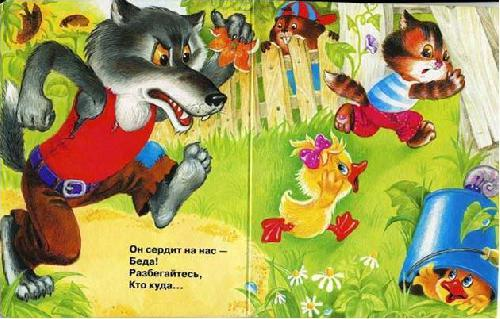 Он сердит на нас –
Беда!
Разбегайтесь,
Кто куда...